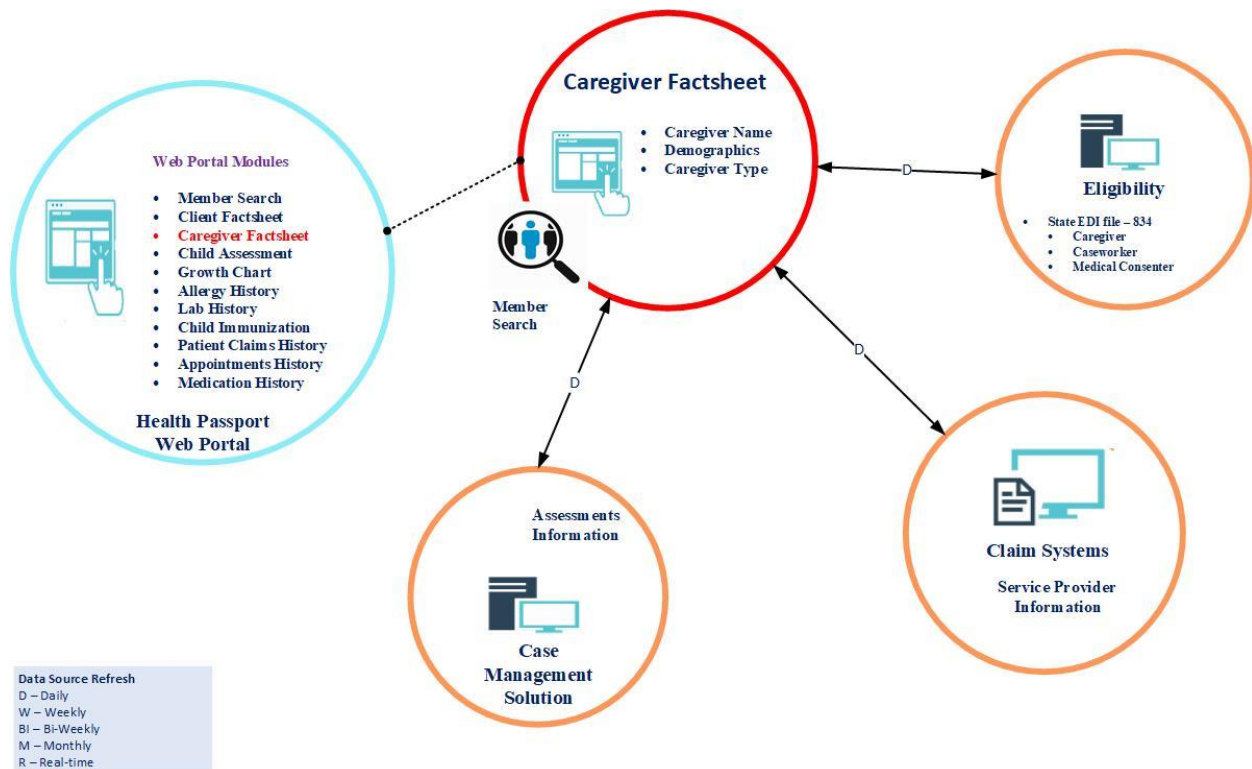 Web Portal Modules
• Member Search
• Client Factsheet
• Caregiver Factsheet
• Child Assessment
• Growth Chart
• Allergy History
• Lab History
• Child Immunization
• Patient Claims History
• Appointments History
• Medication History
Health Passport
Web Portal
Caregiver Factsheet
• Caregiver Name
• Demographics
• Caregiver Type
Member
Search
D
D
D
Eligibility
• State EDI file – 834
• Caregiver
• Caseworker
• Medical Consenter
Claim Systems
Service Provider
Information
Assessments
Information
Case
Management
Solution
Data Source Refresh
D – Daily
W – Weekly
BI – Bi-Weekly
M – Monthly
R – Real-time